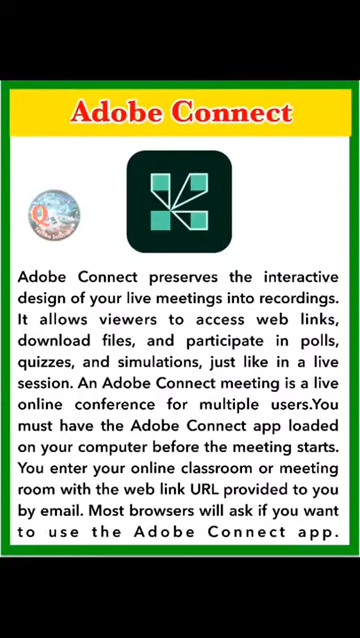 Adobe Connect
Q
Adobe Connect preserves the interactive
design of your live meetings into recordings.
It allows viewers to access web links,
download files, and participate in polls,
quizzes, and simulations, just like in a live
session. An Adobe Connect meeting is a live
online conference for multiple users.You
must have the Adobe Connect app loaded
on your computer before the meeting starts.
You enter your online classroom or meeting
room with the web link URL provided to you
by email. Most browsers will ask if you want
to use the Adobe Connect app.